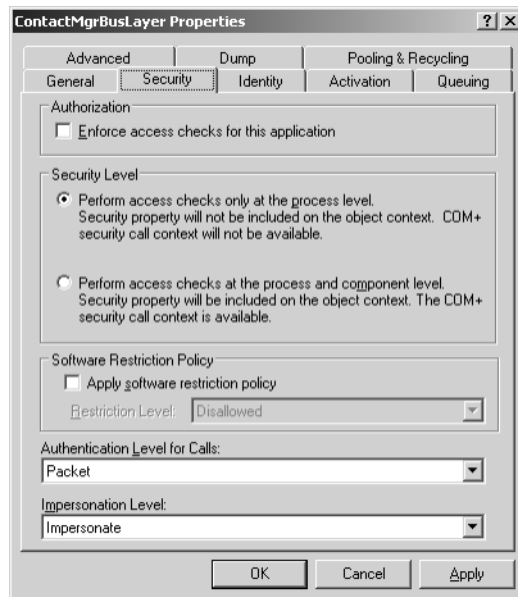 ContactMgrBusLayer Properties
? X
Advanced Dump Pooling & Recycling
General Security Identity Activation Queuing
Authorization
Enforce access checks for this application
Security Level
Perform access checks only at the process level.
Security property will not be included on the object context. COM+
security call context will not be available.
Perform access checks at the process and component level.
Security property will be included on the object context. The COM+
security call context is available.
Software Restriction Policy
Apply software restriction policy
Restriction Level: Disallowed
Authentication Level for Calls:
Packet
Impersonation Level:
Impersonate
OK Cancel Apply